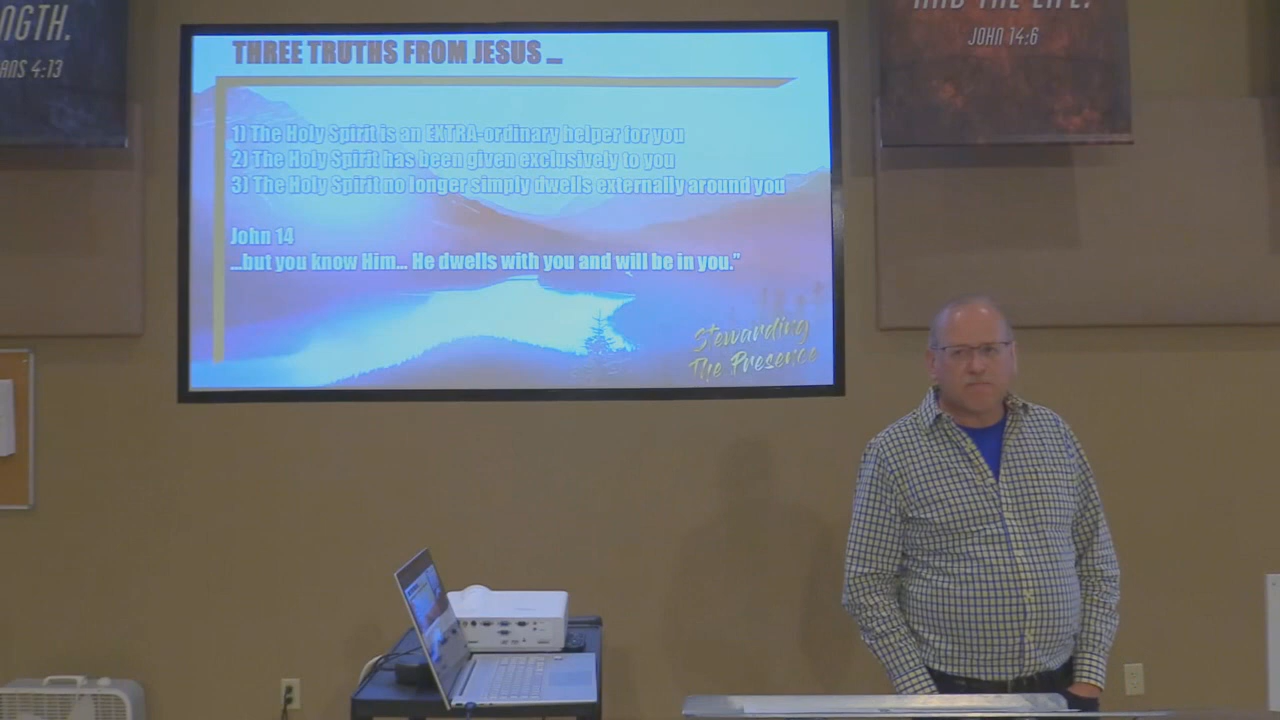 NGTH.
ANS 4:13
AND THE LIFE.
JOHN 14:6
THREE TRUTHS FROM JESUS ...
1) The Holy Spirit is an EXTRA-ordinary helper for you
2) The Holy Spirit has been given exclusively to you
3) The Holy Spirit no longer simply dwells externally around you
John 14
...but you know Him... He dwells with you and will be in you."
Stewarding
The Presence